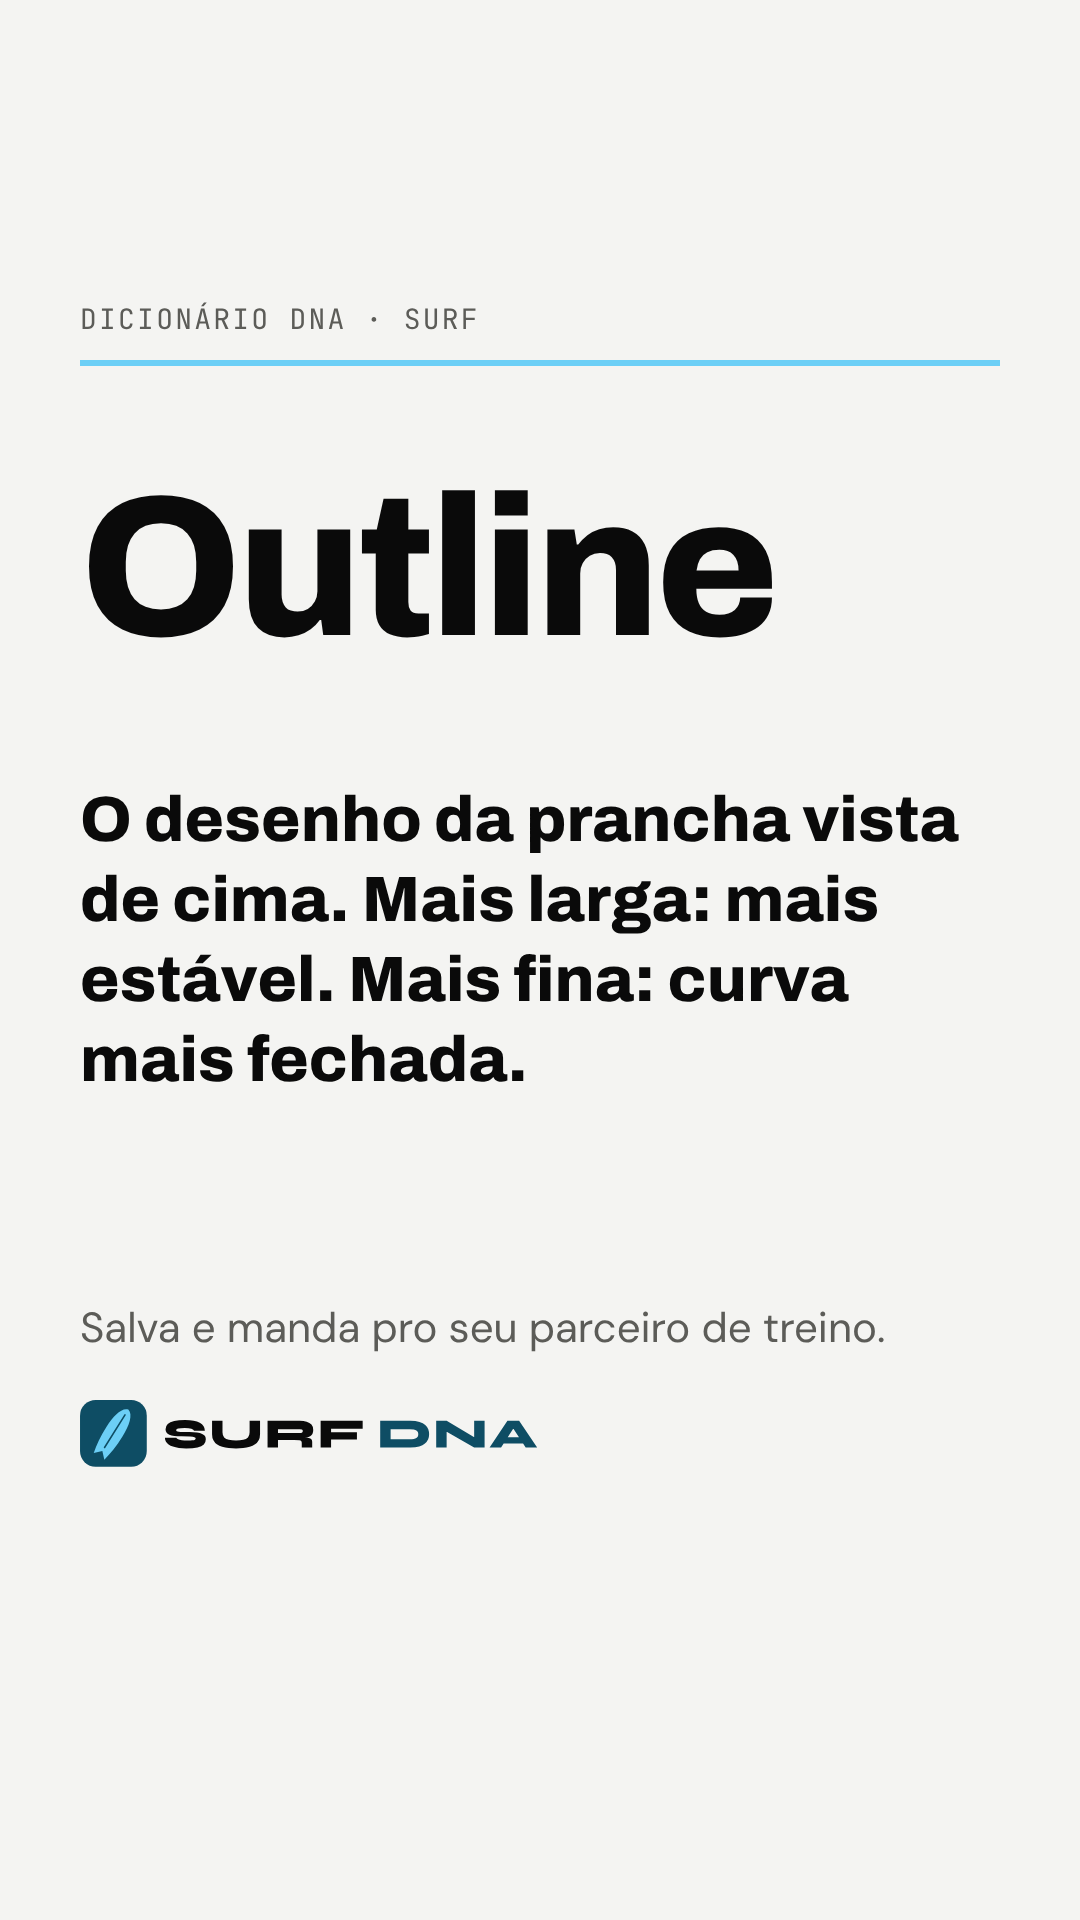 DICIONÁRIO DNA · SURF
Outline
O desenho da prancha vista
de cima. Mais larga: mais
estável. Mais fina: curva
mais fechada.
Salva e manda pro seu parceiro de treino.
SURF DNA